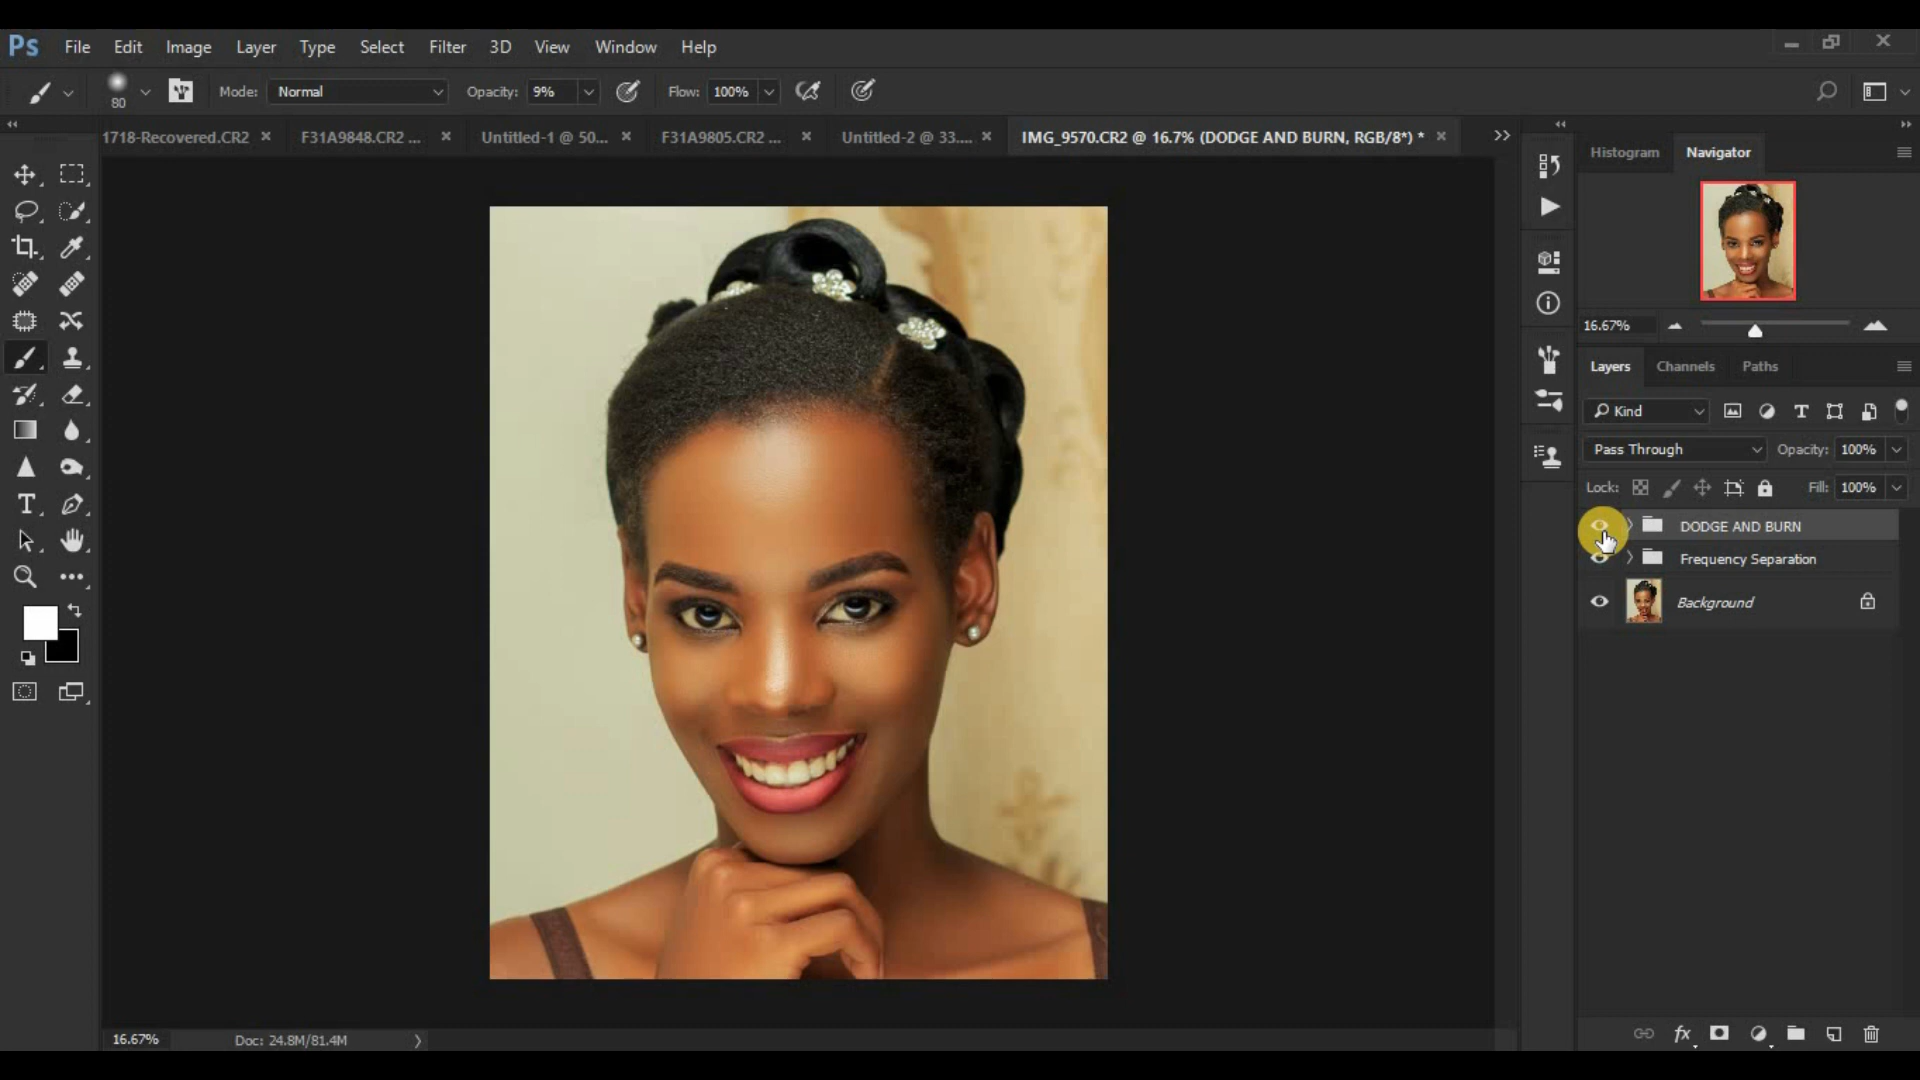 Ps File Edit Image Layer Type Select Filter 3D View Window Help
80 Mode: Normal Opacity: 9% Flow: 100%
1718-Recovered.CR2 × F31A9848.CR2 ... × Untitled-1 @ 50... × F31A9805.CR2 ... × Untitled-2 @ 33.... × IMG_9570.CR2 @ 16.7% (DODGE AND BURN, RGB/8*) * ×
Histogram Navigator
16.67%
Layers Channels Paths
Kind
Pass Through Opacity: 100%
Lock: Fill: 100%
DODGE AND BURN
Frequency Separation
Background
16.67% Doc: 24.8M/81.4M